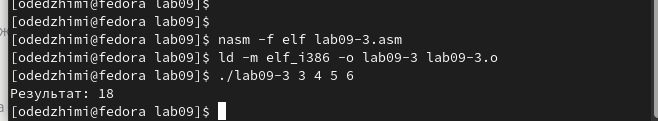 [odedzhimi@fedora lab09]$
[odedzhimi@fedora lab09]$
[odedzhimi@fedora lab09]$ nasm -f elf lab09-3.asm
[odedzhimi@fedora lab09]$ ld -m elf_i386 -o lab09-3 lab09-3.o
[odedzhimi@fedora lab09]$ ./lab09-3 3 4 5 6
Результат: 18
[odedzhimi@fedora lab09]$